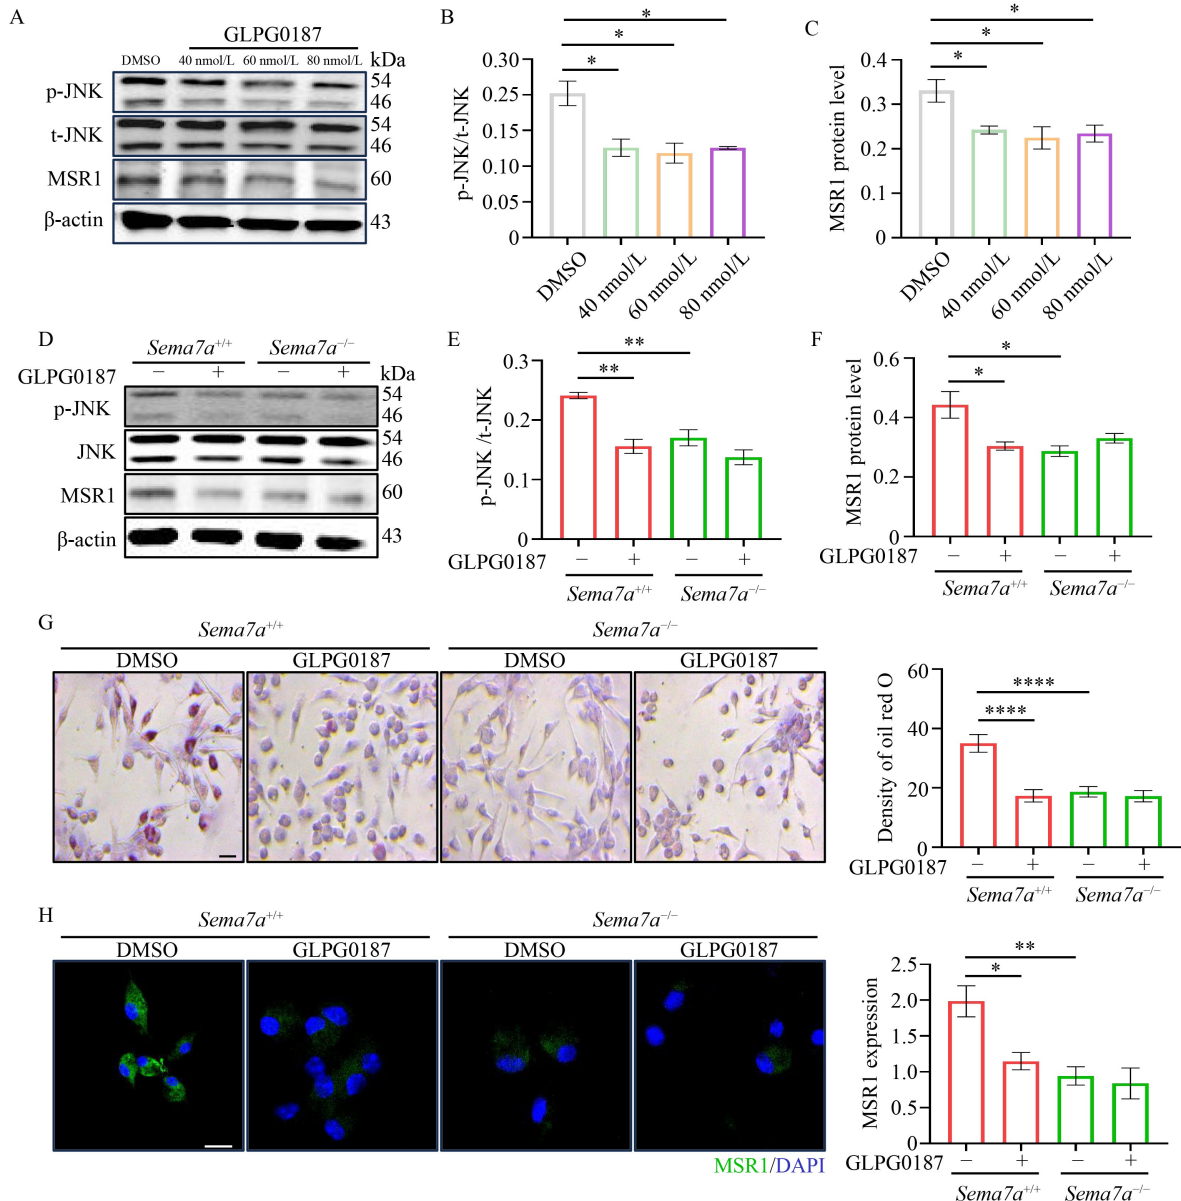 A
GLPG0187
DMSO 40 nmol/L 60 nmol/L 80 nmol/L kDa
p-JNK 54
46
t-JNK 54
46
MSR1 60
β-actin 43
B
p-JNK/t-JNK
0.30
0.25
0.15
0.10
0.05
0
* * *
DMSO 40 nmol/L 60 nmol/L 80 nmol/L
C
MSR1 protein level
0.4
0.3
0.2
0.1
0
* * *
DMSO 40 nmol/L 60 nmol/L 80 nmol/L
D
Sema7a+/+ Sema7a−/−
GLPG0187 − + − + kDa
p-JNK 54
46
JNK 54
46
MSR1 60
β-actin 43
E
p-JNK /t-JNK
0.3
0.2
0.1
0
**
**
GLPG0187 − + − +
Sema7a+/+ Sema7a−/−
F
MSR1 protein level
0.6
0.4
0.2
0
*
*
GLPG0187 − + − +
Sema7a+/+ Sema7a−/−
G
Sema7a+/+ Sema7a−/−
DMSO GLPG0187 DMSO GLPG0187
Density of oil red O
60
40
20
0
****
****
GLPG0187 − + − +
Sema7a+/+ Sema7a−/−
H
Sema7a+/+ Sema7a−/−
DMSO GLPG0187 DMSO GLPG0187
MSR1/DAPI
MSR1 expression
2.5
2.0
1.5
1.0
0.5
0
**
*
GLPG0187 − + − +
Sema7a+/+ Sema7a−/−